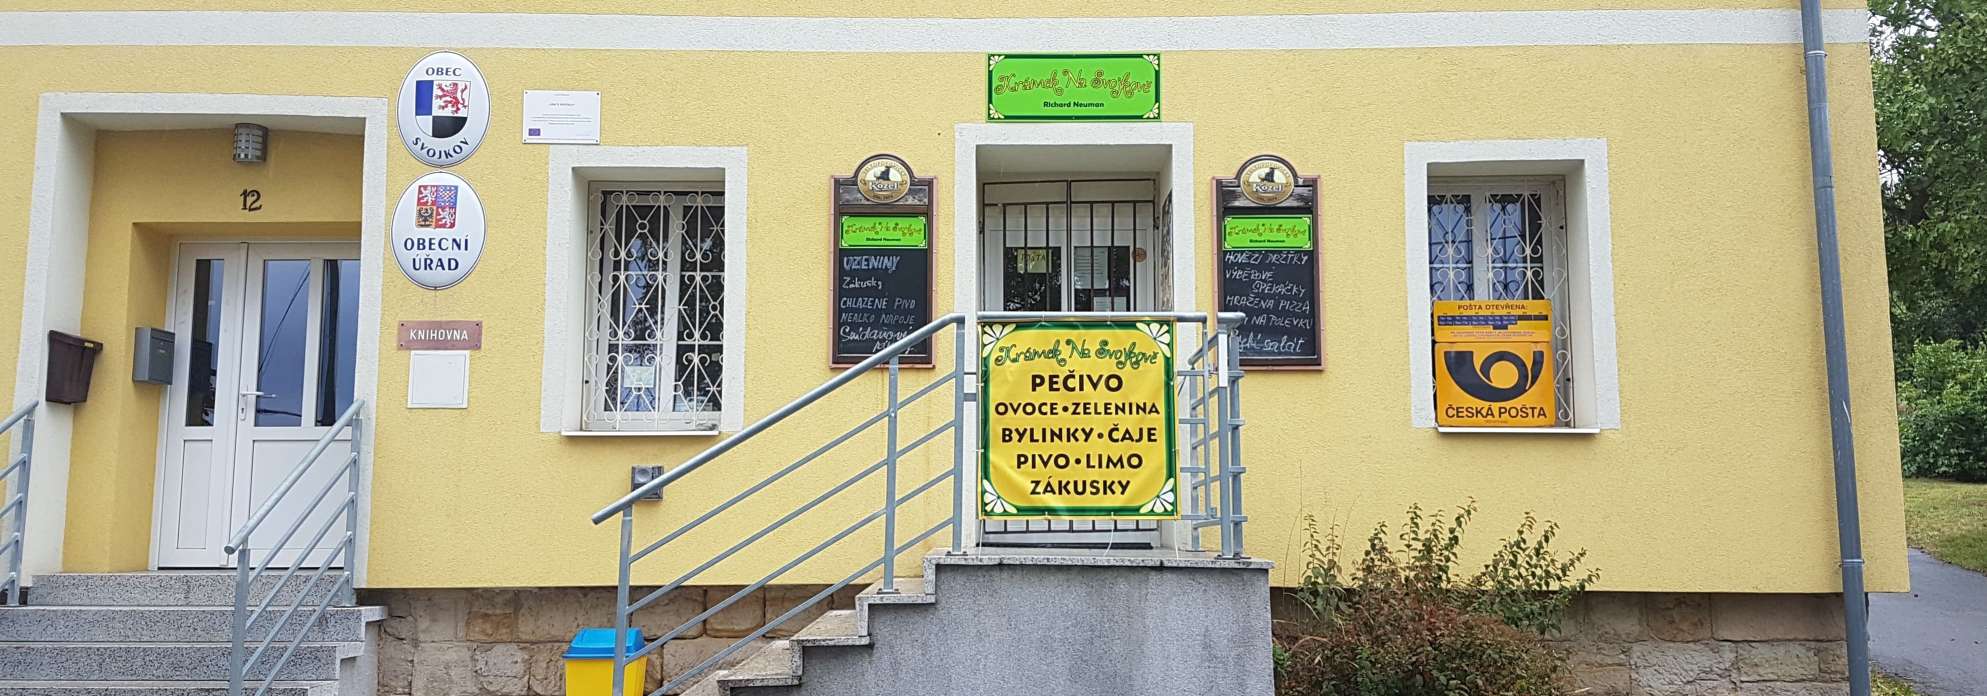 OBEC
SVOJKOV
12
OBECNÍ
ÚŘAD
KNIHOVNA
Krámek Na Svojkově
Richard Neuman
Kozel
Krámek Na Svojkově
Richard Neuman
UZENINY
Zákusky
CHLAZENÉ PIVO
NEALKO NÁPOJE
Kozel
Krámek Na Svojkově
Richard Neuman
HOVĚZÍ DRŽŤKY
VÝBĚROVÉ
ŠPEKÁČKY
MRAŽENÁ PIZZA
NA POLÉVKU
salát
Krámek Na Svojkově
PEČIVO
OVOCE•ZELENINA
BYLINKY•ČAJE
PIVO•LIMO
ZÁKUSKY
POŠTA OTEVŘENA:
ČESKÁ POŠTA